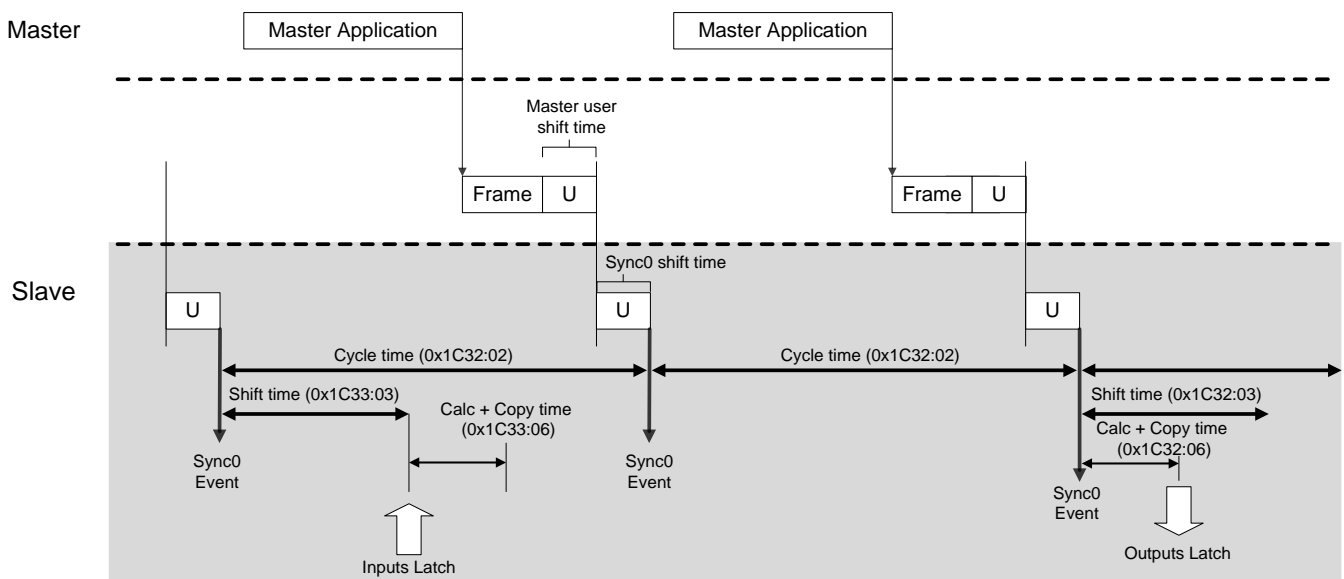 Master
Master Application
Master Application
Master user
shift time
Frame
U
Frame
U
Sync0 shift time
Slave
U
U
U
Cycle time (0x1C32:02)
Cycle time (0x1C32:02)
Shift time (0x1C33:03)
Shift time (0x1C32:03)
Calc + Copy time
(0x1C33:06)
Calc + Copy time
(0x1C32:06)
Sync0
Event
Sync0
Event
Sync0
Event
Inputs Latch
Outputs Latch